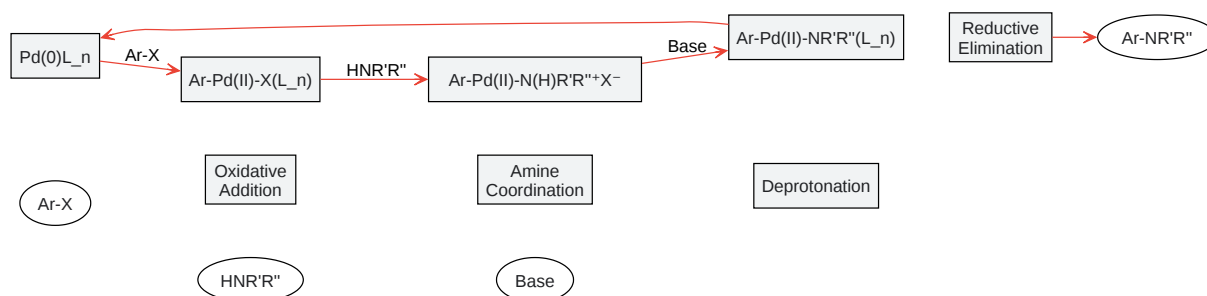 Pd(0)L_n
Ar-X
Ar-Pd(II)-X(L_n)
HNR'R"
Ar-Pd(II)-N(H)R'R"⁺X⁻
Base
Ar-Pd(II)-NR'R"(L_n)
Reductive
Elimination
Ar-NR'R"
Ar-X
Oxidative
Addition
Amine
Coordination
Deprotonation
HNR'R"
Base